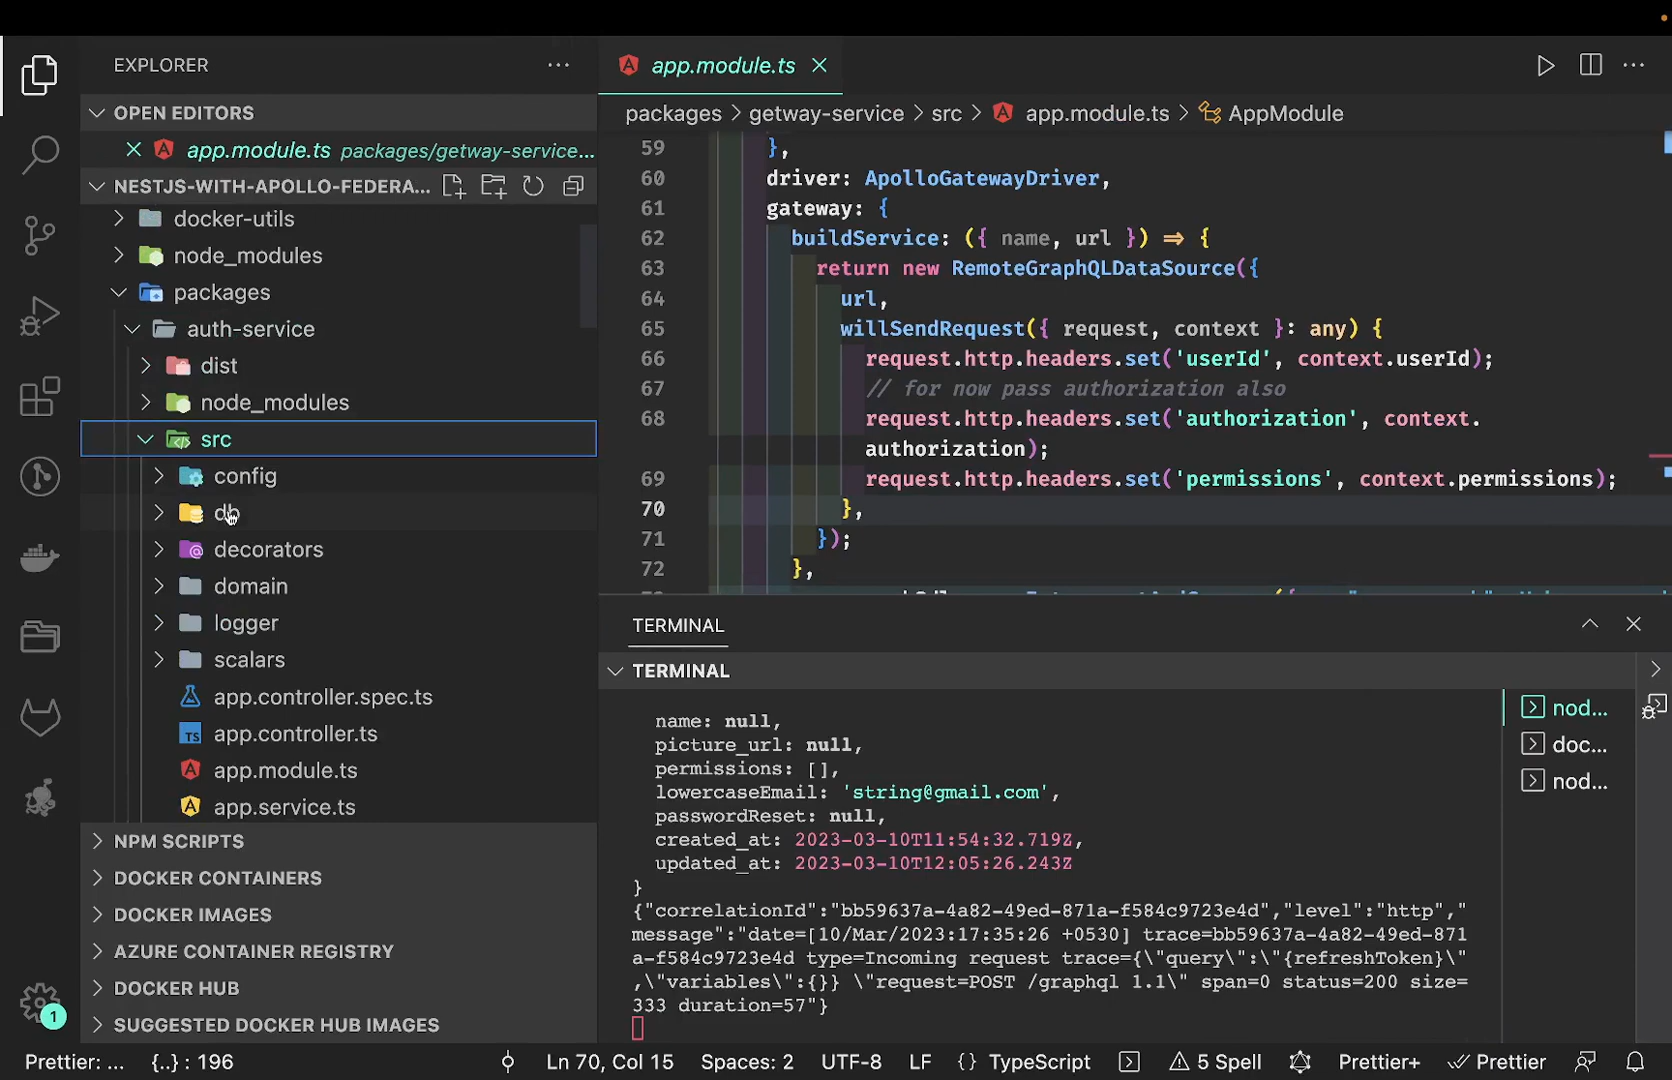 EXPLORER
OPEN EDITORS
app.module.ts packages/getway-service...
NESTJS-WITH-APOLLO-FEDERA...
docker-utils
node_modules
packages
auth-service
dist
node_modules
src
config
db
decorators
domain
logger
scalars
app.controller.spec.ts
TS app.controller.ts
app.module.ts
app.service.ts
NPM SCRIPTS
DOCKER CONTAINERS
DOCKER IMAGES
AZURE CONTAINER REGISTRY
DOCKER HUB
SUGGESTED DOCKER HUB IMAGES
1
app.module.ts
packages > getway-service > src > app.module.ts > AppModule
59 },
60 driver: ApolloGatewayDriver,
61 gateway: {
62 buildService: ({ name, url }) ⇒ {
63 return new RemoteGraphQLDataSource({
64 url,
65 willSendRequest({ request, context }: any) {
66 request.http.headers.set('userId', context.userId);
67 // for now pass authorization also
68 request.http.headers.set('authorization', context.
authorization);
69 request.http.headers.set('permissions', context.permissions);
70 },
71 });
72 },
TERMINAL
TERMINAL
name: null,
picture_url: null,
permissions: [],
lowercaseEmail: 'string@gmail.com',
passwordReset: null,
created_at: 2023-03-10T11:54:32.719Z,
updated_at: 2023-03-10T12:05:26.243Z
}
{"correlationId":"bb59637a-4a82-49ed-871a-f584c9723e4d","level":"http","
message":"date=[10/Mar/2023:17:35:26 +0530] trace=bb59637a-4a82-49ed-871
a-f584c9723e4d type=Incoming request trace={\"query\":\"{refreshToken}\"
,\"variables\":{}} \"request=POST /graphql 1.1\" span=0 status=200 size=
333 duration=57"}
nod...
doc...
nod...
Prettier: ... {..} : 196 Ln 70, Col 15 Spaces: 2 UTF-8 LF {} TypeScript 5 Spell Prettier+ Prettier